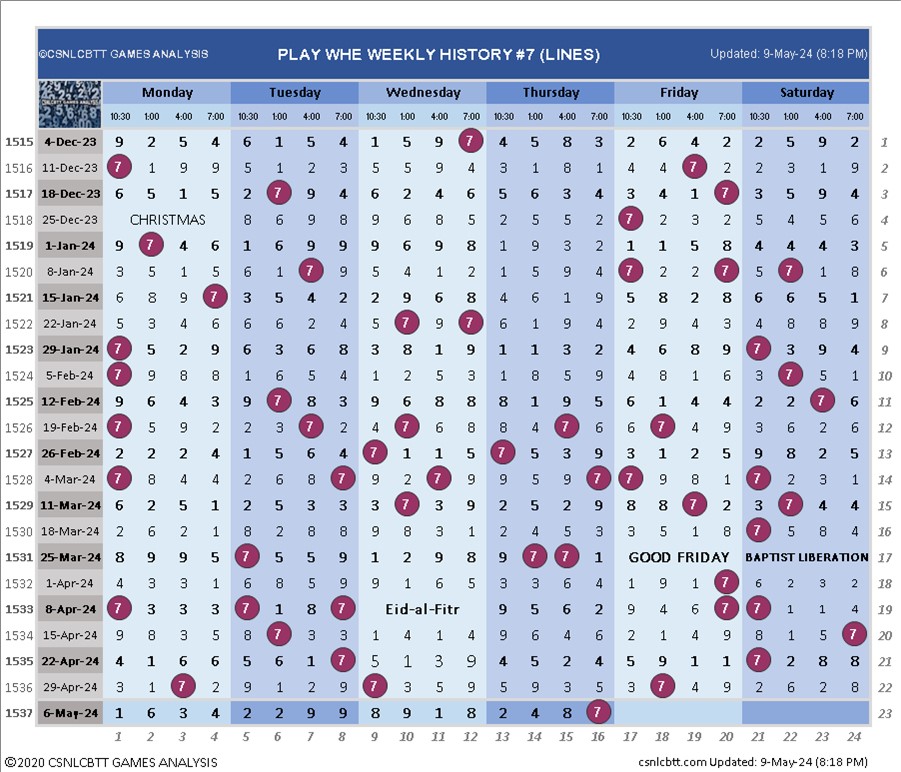 ©CSNLCBTT GAMES ANALYSIS PLAY WHE WEEKLY HISTORY #7 (LINES) Updated: 9-May-24 (8:18 PM)
Monday Tuesday Wednesday Thursday Friday Saturday
10:30 1:00 4:00 7:00 10:30 1:00 4:00 7:00 10:30 1:00 4:00 7:00 10:30 1:00 4:00 7:00 10:30 1:00 4:00 7:00 10:30 1:00 4:00 7:00
1515 4-Dec-23 9 2 5 4 6 1 5 4 1 5 9 7 4 5 8 3 2 6 4 2 2 5 9 2 1
1516 11-Dec-23 7 1 9 9 5 1 2 3 5 5 9 4 3 1 8 1 4 4 7 2 2 3 1 9 2
1517 18-Dec-23 6 5 1 5 2 7 9 4 6 2 4 6 5 6 3 4 3 4 1 7 3 5 9 4 3
1518 25-Dec-23 CHRISTMAS 8 6 9 8 9 6 8 5 2 5 5 2 7 2 3 2 5 4 5 6 4
1519 1-Jan-24 9 7 4 6 1 6 9 9 9 6 9 8 1 9 3 2 1 1 5 8 4 4 4 3 5
1520 8-Jan-24 3 5 1 5 6 1 7 9 5 4 1 2 1 5 9 4 7 2 2 7 5 7 1 8 6
1521 15-Jan-24 6 8 9 7 3 5 4 2 2 9 6 8 4 6 1 9 5 8 2 8 6 6 5 1 7
1522 22-Jan-24 5 3 4 6 6 6 2 4 5 7 9 7 6 1 9 4 2 9 4 3 4 8 8 9 8
1523 29-Jan-24 7 5 2 9 6 3 6 8 3 8 1 9 1 1 3 2 4 6 8 9 7 3 9 4 9
1524 5-Feb-24 7 9 8 8 1 6 5 4 1 2 5 3 1 8 5 9 4 8 1 6 3 7 5 1 10
1525 12-Feb-24 9 6 4 3 9 7 8 3 9 6 8 8 8 1 9 5 6 1 4 4 2 2 7 6 11
1526 19-Feb-24 7 5 9 2 2 3 7 2 4 7 6 8 8 4 7 5 6 7 4 9 3 6 2 6 12
1527 26-Feb-24 2 2 2 4 1 5 6 4 7 1 1 5 7 5 3 9 3 1 2 5 9 8 2 5 13
1528 4-Mar-24 7 8 4 4 2 6 8 7 9 2 7 9 9 5 9 7 7 9 8 1 7 2 3 1 14
1529 11-Mar-24 6 2 5 1 2 5 3 3 3 7 3 9 2 5 2 9 8 8 7 2 3 7 4 4 15
1530 18-Mar-24 2 6 2 1 8 2 8 8 9 8 3 1 2 4 5 3 3 5 1 8 7 5 8 4 16
1531 25-Mar-24 8 9 9 5 7 5 5 9 1 2 9 8 9 7 7 1 GOOD FRIDAY BAPTIST LIBERATION 17
1532 1-Apr-24 4 3 3 1 6 8 5 9 9 1 6 5 3 3 6 4 1 9 1 7 6 2 3 2 18
1533 8-Apr-24 7 3 3 3 7 1 8 7 Eid-al-Fitr 9 5 6 2 9 4 6 7 7 1 1 4 19
1534 15-Apr-24 9 8 3 5 8 7 3 3 1 4 1 4 9 6 4 6 2 1 4 9 8 1 5 7 20
1535 22-Apr-24 4 1 6 6 5 6 1 7 5 1 3 9 4 5 2 4 5 9 1 1 7 2 8 8 21
1536 29-Apr-24 3 1 7 2 9 1 2 9 7 3 5 9 5 9 3 5 3 7 4 9 2 6 2 8 22
1537 6-May-24 1 6 3 4 2 2 9 9 8 9 1 8 2 4 8 7 23
1 2 3 4 5 6 7 8 9 10 11 12 13 14 15 16 17 18 19 20 21 22 23 24
©2020 CSNLCBTT GAMES ANALYSIS csnlcbtt.com Updated: 9-May-24 (8:18 PM)